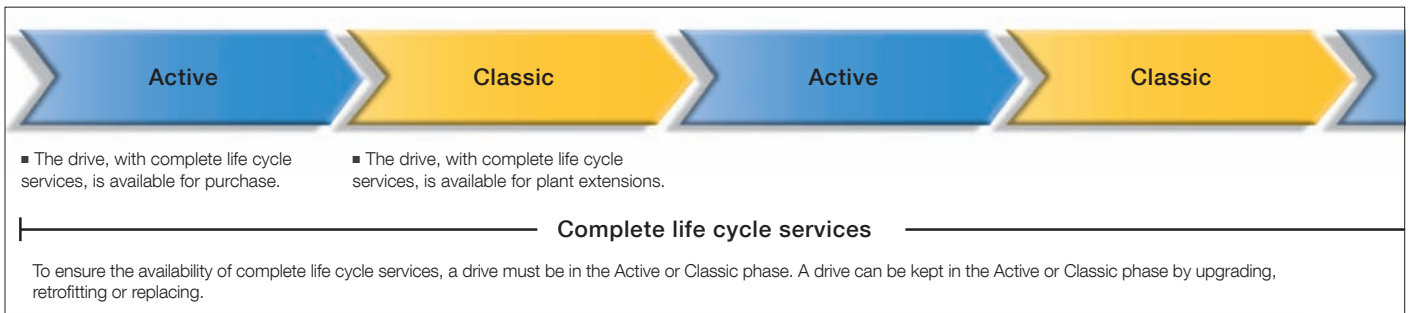 Active
Classic
Active
Classic
■ The drive, with complete life cycle
services, is available for purchase.
■ The drive, with complete life cycle
services, is available for plant extensions.
Complete life cycle services
To ensure the availability of complete life cycle services, a drive must be in the Active or Classic phase. A drive can be kept in the Active or Classic phase by upgrading,
retrofitting or replacing.